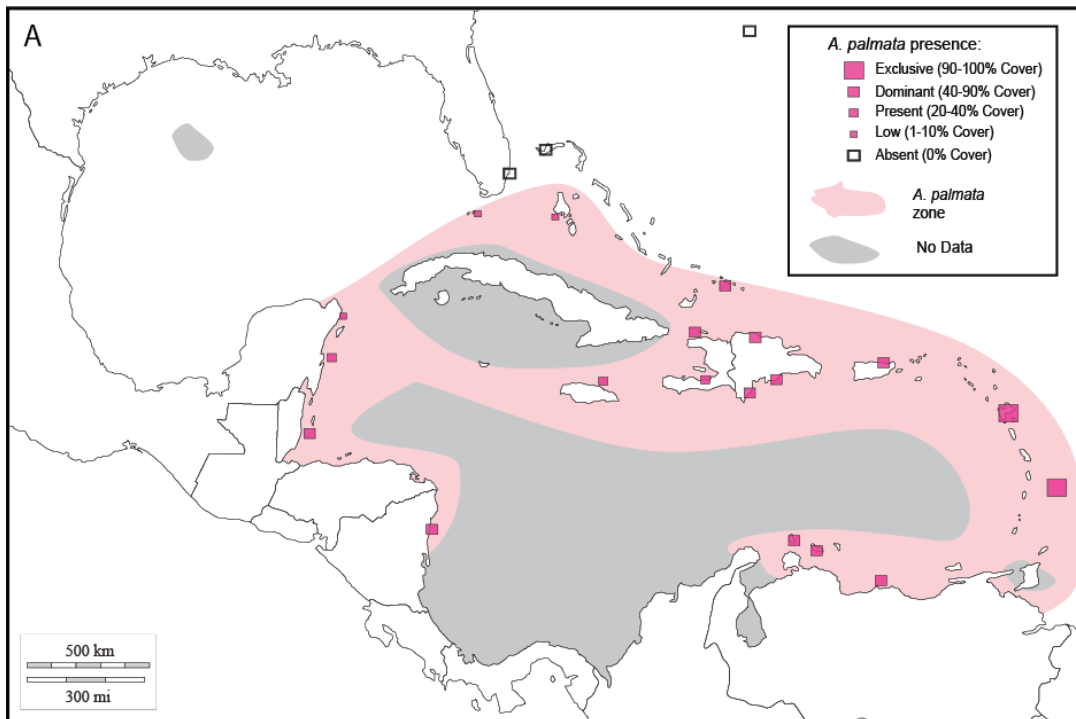 A
A. palmata presence:
Exclusive (90-100% Cover)
Dominant (40-90% Cover)
Present (20-40% Cover)
Low (1-10% Cover)
Absent (0% Cover)
A. palmata
zone
No Data
500 km
300 mi